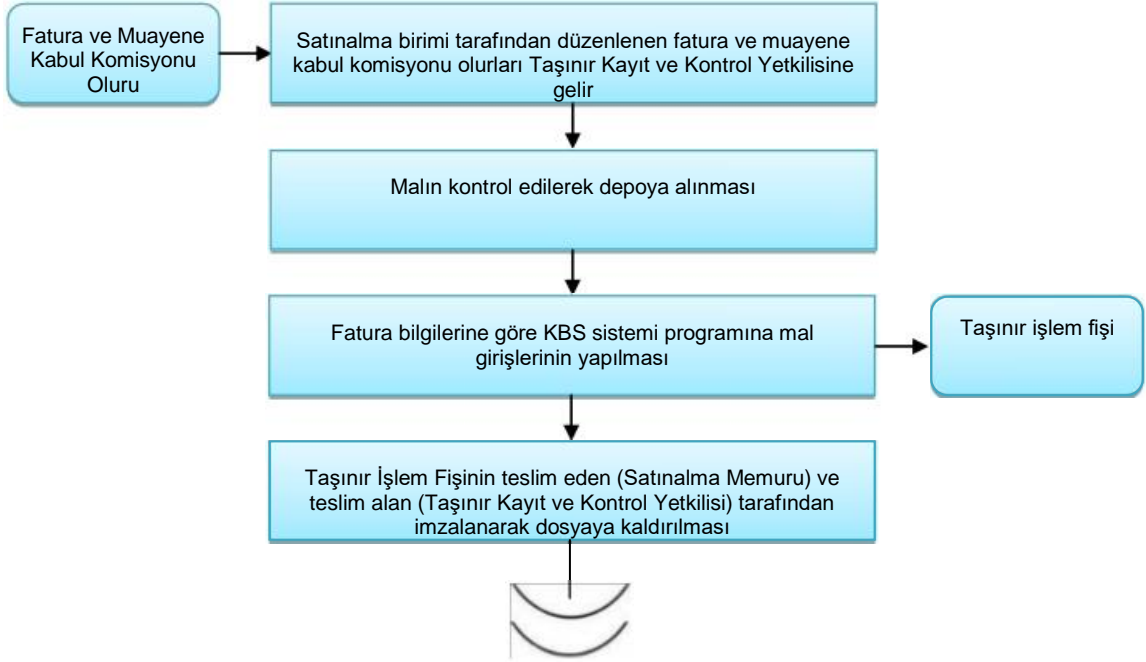 Fatura ve Muayene
Kabul Komisyonu
Oluru
Satınalma birimi tarafından düzenlenen fatura ve muayene
kabul komisyonu olurları Taşınır Kayıt ve Kontrol Yetkilisine
gelir
Malın kontrol edilerek depoya alınması
Fatura bilgilerine göre KBS sistemi programına mal
girişlerinin yapılması
Taşınır işlem fişi
Taşınır İşlem Fişinin teslim eden (Satınalma Memuru) ve
teslim alan (Taşınır Kayıt ve Kontrol Yetkilisi) tarafından
imzalanarak dosyaya kaldırılması